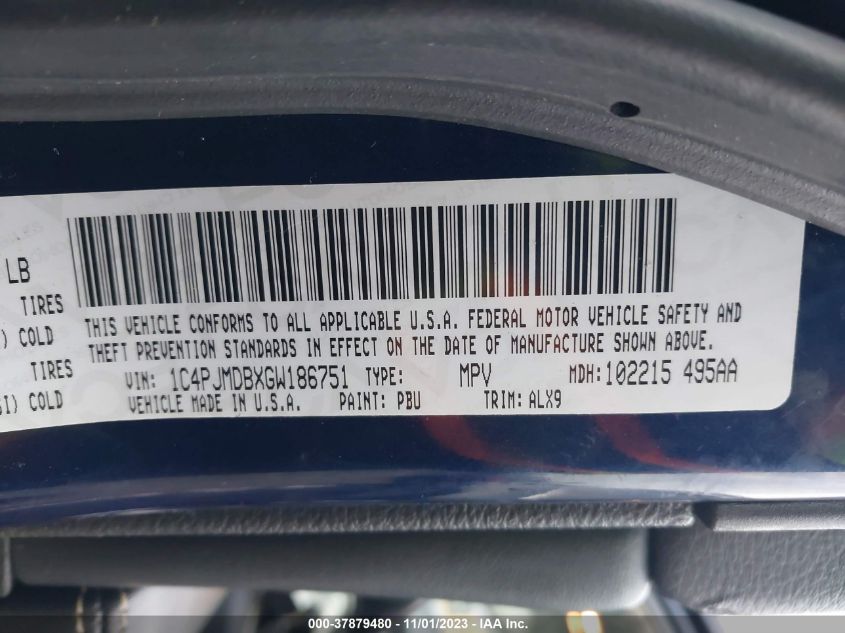 LB
TIRES
) COLD
TIRES
SI) COLD
THIS VEHICLE CONFORMS TO ALL APPLICABLE U.S.A. FEDERAL MOTOR VEHICLE SAFETY AND
THEFT PREVENTION STANDARDS IN EFFECT ON THE DATE OF MANUFACTURE SHOWN ABOVE.
VIN: 1C4PJMDBXGW186751 TYPE: MPV MDH: 102215 495AA
VEHICLE MADE IN U.S.A. PAINT: PBU TRIM: ALX9
000-37879480 - 11/01/2023 - IAA Inc.